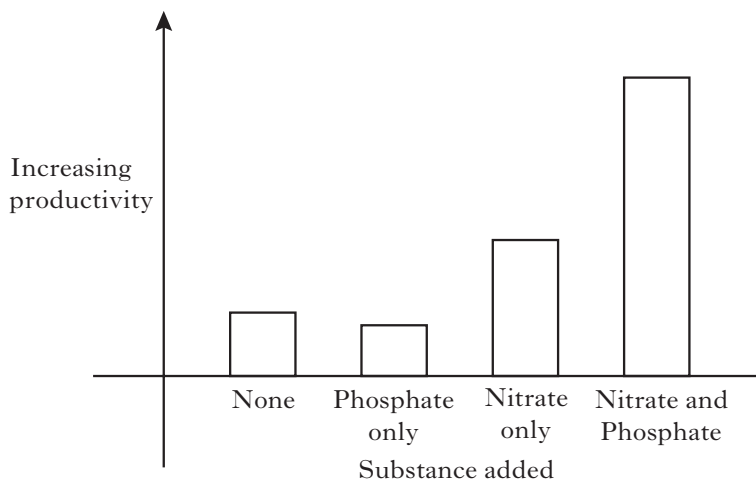 Increasing
productivity
None
Phosphate
only
Nitrate
only
Nitrate and
Phosphate
Substance added